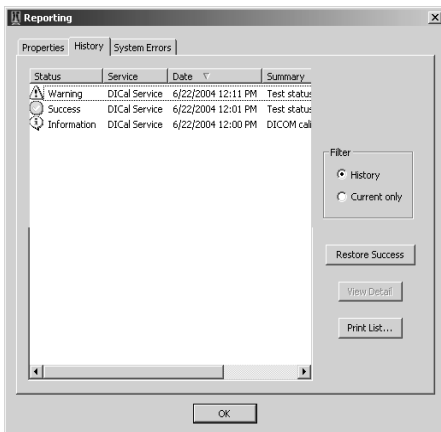 Reporting
Properties History System Errors
Status Service Date Summary
Warning DICal Service 6/22/2004 12:11 PM Test status
Success DICal Service 6/22/2004 12:01 PM Test status
Information DICal Service 6/22/2004 12:00 PM DICOM cali
Filter
History
Current only
Restore Success
View Detail
Print List...
OK